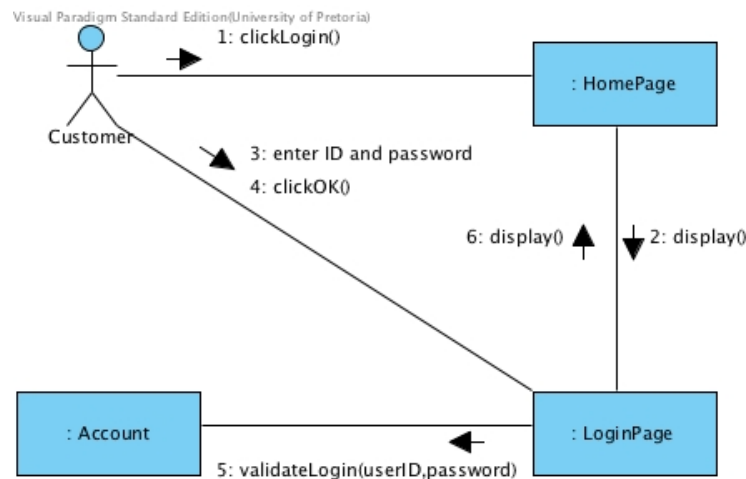 Visual Paradigm Standard Edition(University of Pretoria)
1: clickLogin()
: HomePage
Customer
3: enter ID and password
4: clickOK()
6: display()
2: display()
: Account
: LoginPage
5: validateLogin(userID,password)